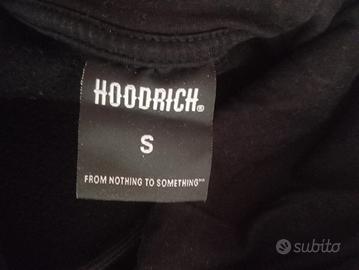 HOODRICH®
S
FROM NOTHING TO SOMETHING™
subito